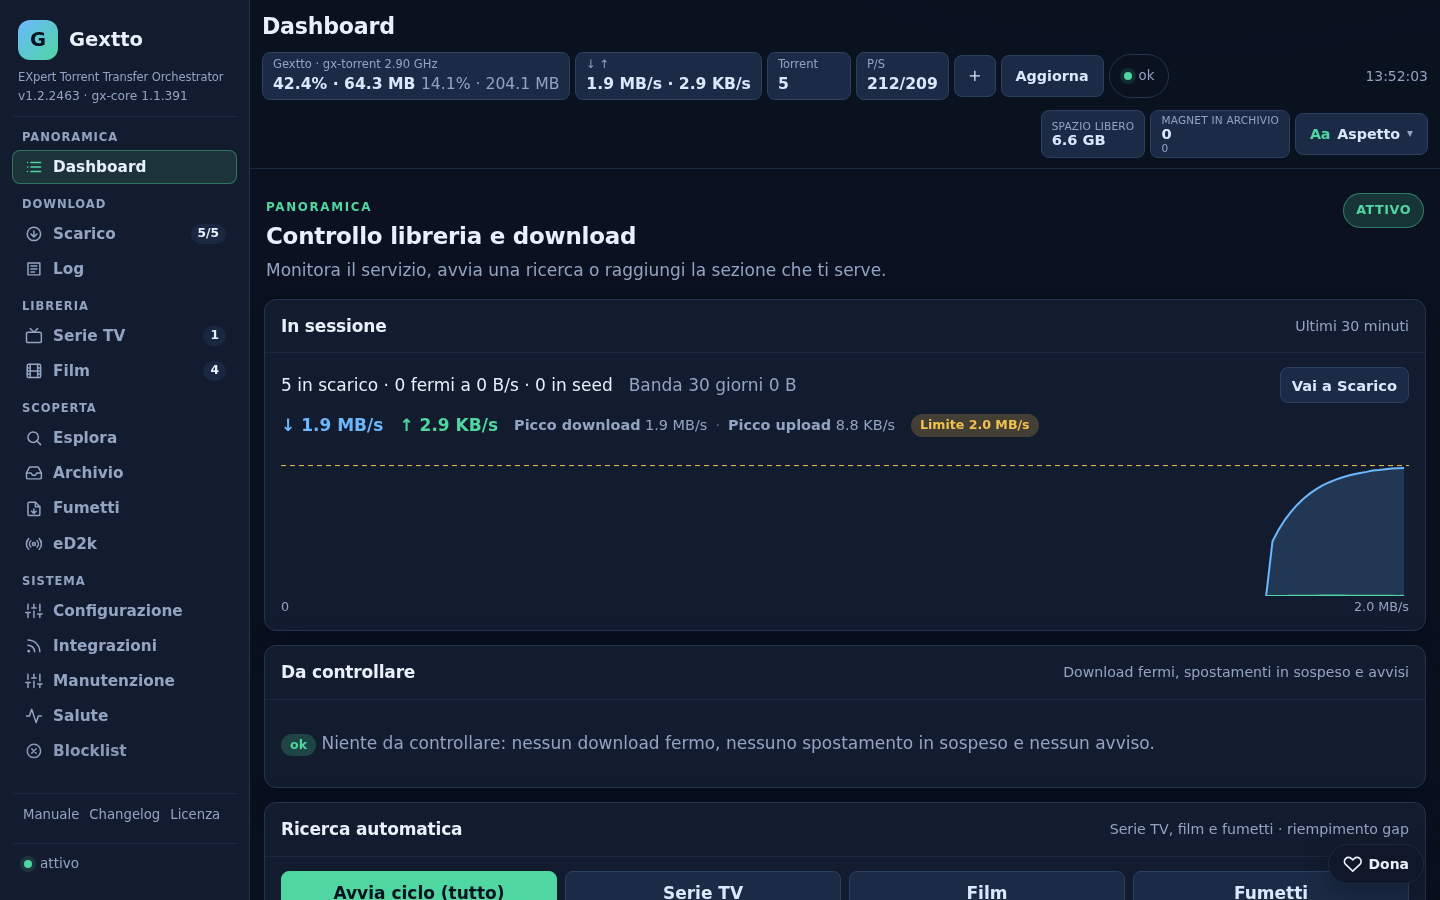 G Gextto
EXpert Torrent Transfer Orchestrator
v1.2.2463 · gx-core 1.1.391
PANORAMICA
Dashboard
DOWNLOAD
Scarico 5/5
Log
LIBRERIA
Serie TV 1
Film 4
SCOPERTA
Esplora
Archivio
Fumetti
eD2k
SISTEMA
Configurazione
Integrazioni
Manutenzione
Salute
Blocklist
Manuale Changelog Licenza
attivo
Dashboard
Gextto · gx-torrent 2.90 GHz
42.4% · 64.3 MB 14.1% · 204.1 MB
↓ ↑
1.9 MB/s · 2.9 KB/s
Torrent
5
P/S
212/209
+
Aggiorna
ok
13:52:03
SPAZIO LIBERO
6.6 GB
MAGNET IN ARCHIVIO
0
0
Aa Aspetto ▾
PANORAMICA
ATTIVO
Controllo libreria e download
Monitora il servizio, avvia una ricerca o raggiungi la sezione che ti serve.
In sessione
Ultimi 30 minuti
5 in scarico · 0 fermi a 0 B/s · 0 in seed Banda 30 giorni 0 B
Vai a Scarico
↓ 1.9 MB/s ↑ 2.9 KB/s Picco download 1.9 MB/s · Picco upload 8.8 KB/s Limite 2.0 MB/s
0
2.0 MB/s
Da controllare
Download fermi, spostamenti in sospeso e avvisi
ok Niente da controllare: nessun download fermo, nessuno spostamento in sospeso e nessun avviso.
Ricerca automatica
Serie TV, film e fumetti · riempimento gap
Avvia ciclo (tutto)
Serie TV
Film
Fumetti
Dona